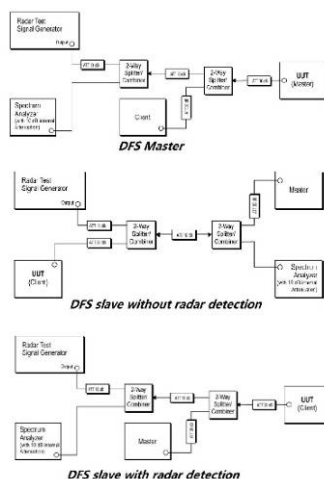 Radar Test
Signal Generator
Output
2-Way
Splitter/
Combiner
2-Way
Splitter/
Combiner
UUT
(Master)
Spectrum
Analyzer
Client
DFS Master
Radar Test
Signal Generator
Output
Master
2-Way
Splitter/
Combiner
2-Way
Splitter/
Combiner
UUT
(Client)
Spectrum
Analyzer
DFS slave without radar detection
Radar Test
Signal Generator
Output
2-Way
Splitter/
Combiner
2-Way
Splitter/
Combiner
UUT
(Client)
Spectrum
Analyzer
Master
DFS slave with radar detection